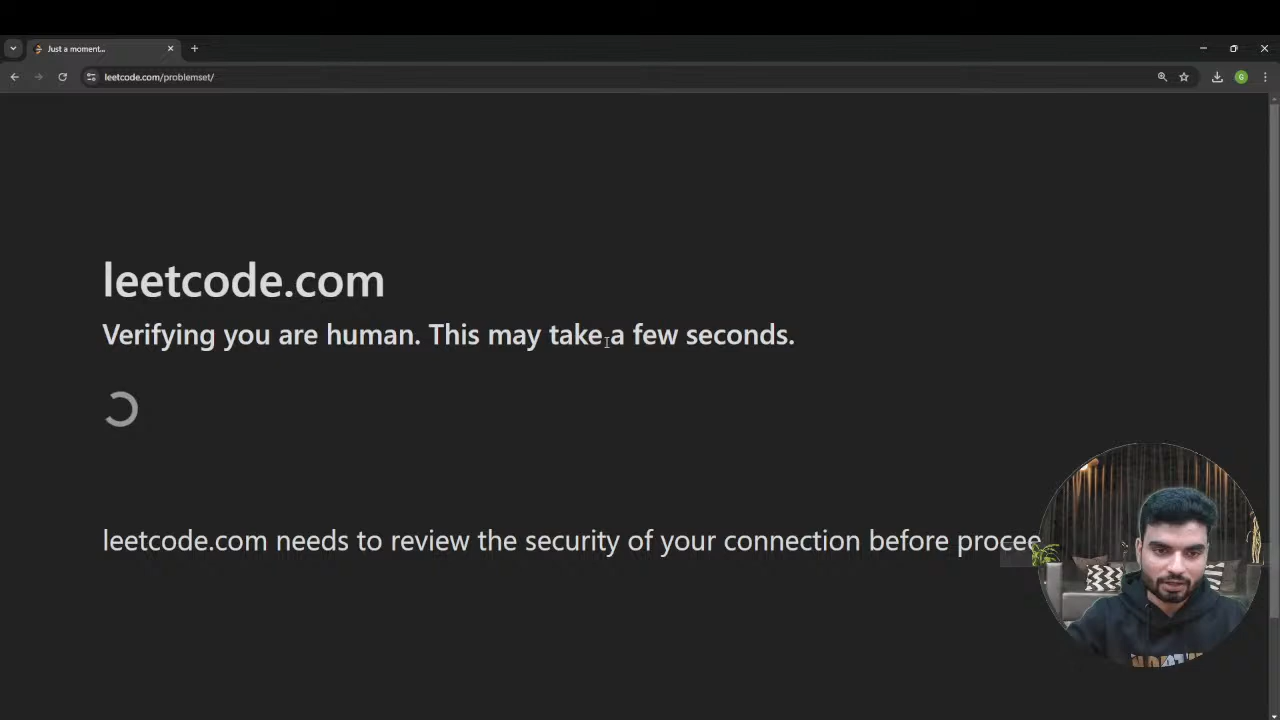 Just a moment...
leetcode.com/problemset/
G
leetcode.com
Verifying you are human. This may take a few seconds.
leetcode.com needs to review the security of your connection before procee